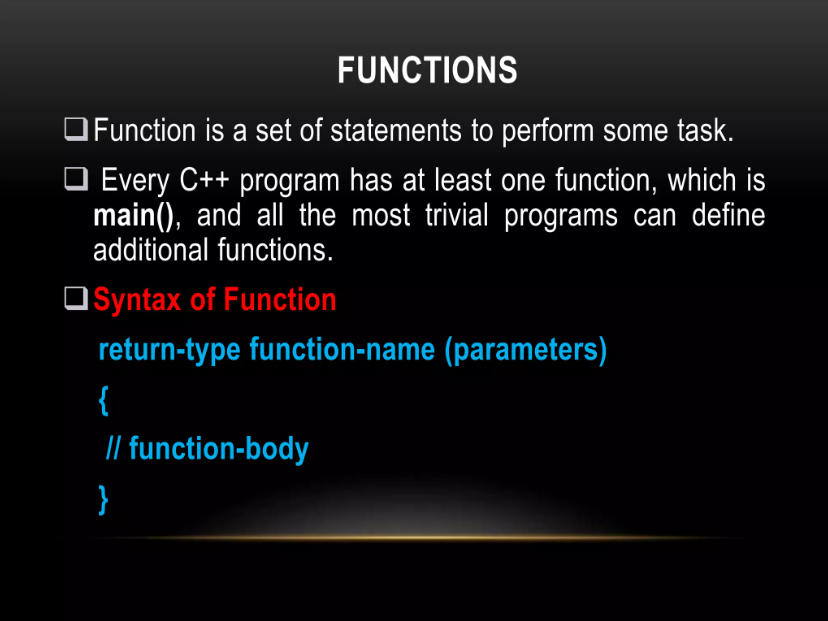 FUNCTIONS
Function is a set of statements to perform some task.
Every C++ program has at least one function, which is
main(), and all the most trivial programs can define
additional functions.
Syntax of Function
return-type function-name (parameters)
{
// function-body
}